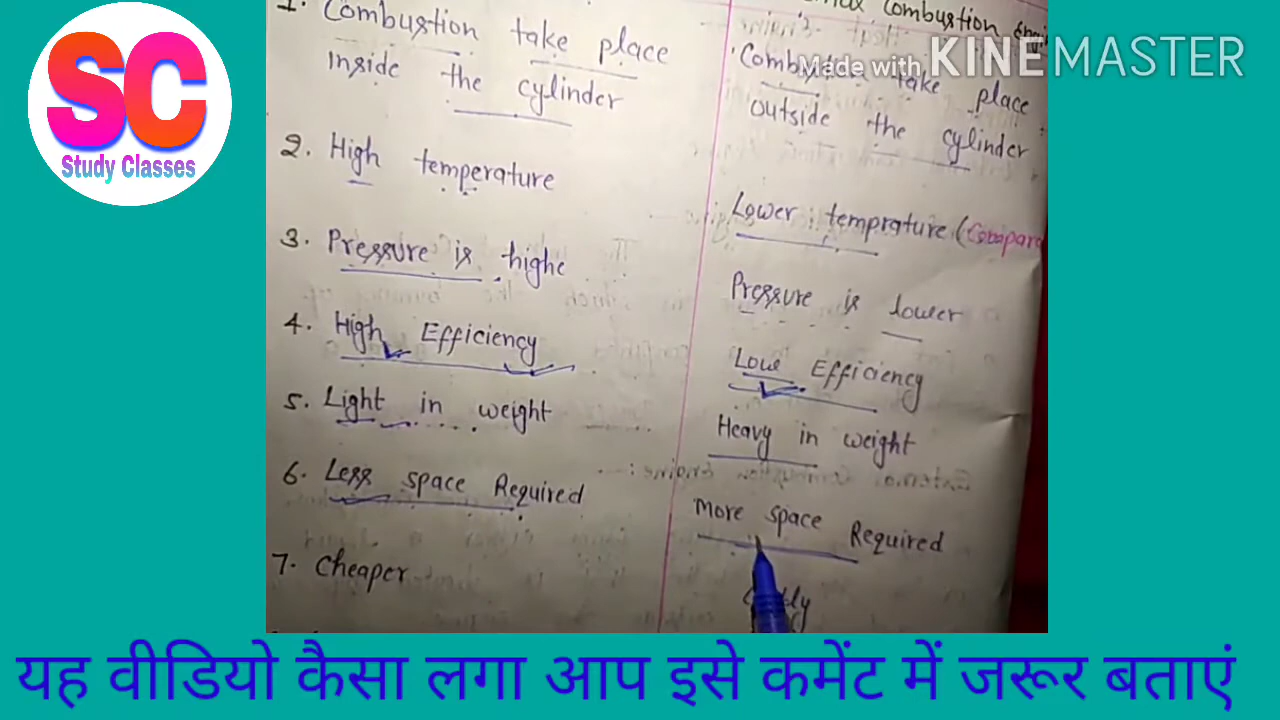 SC
Study Classes
Made with KINEMASTER
Combustion
1. Combustion take place
inside the cylinder
2. High temperature
3. Pressure is highe
4. High Efficiency
5. Light in weight
6. Less space Required
7. Cheaper
Combustion take place
outside the cylinder
Lower temprature (
Pressure is lower
Low Efficiency
Heavy in weight
More space Required
यह वीडियो कैसा लगा आप इसे कमेंट में जरूर बताएं